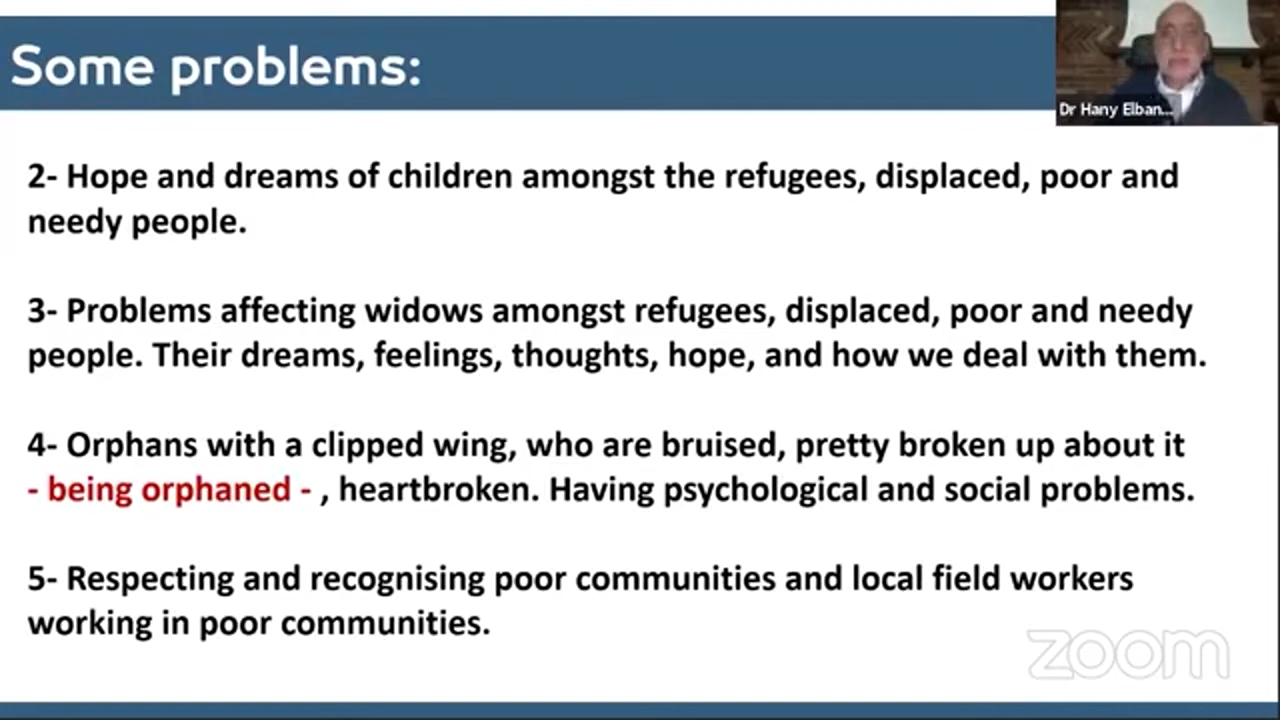 Some problems:
Dr Hany Elban...
2- Hope and dreams of children amongst the refugees, displaced, poor and
needy people.
3- Problems affecting widows amongst refugees, displaced, poor and needy
people. Their dreams, feelings, thoughts, hope, and how we deal with them.
4- Orphans with a clipped wing, who are bruised, pretty broken up about it
- being orphaned - , heartbroken. Having psychological and social problems.
5- Respecting and recognising poor communities and local field workers
working in poor communities.
zoom